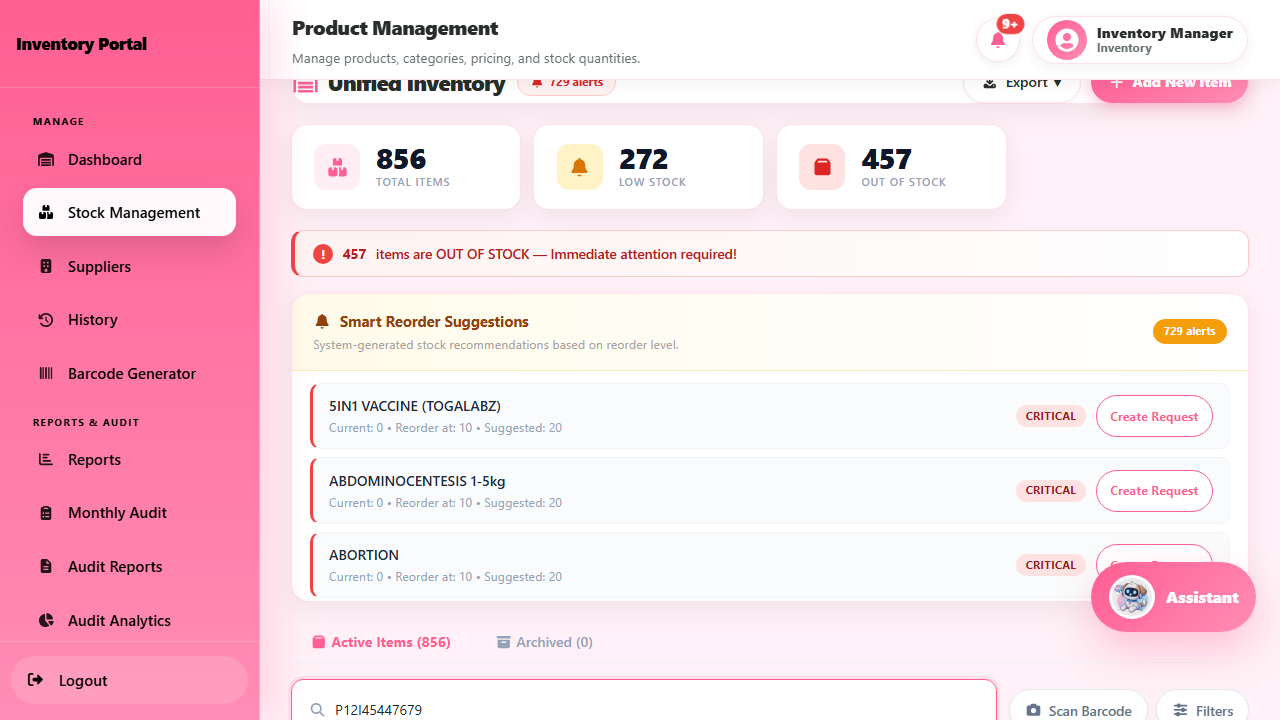 Inventory Portal
MANAGE
Dashboard
Stock Management
Suppliers
History
Barcode Generator
REPORTS & AUDIT
Reports
Monthly Audit
Audit Reports
Audit Analytics
Logout
Product Management
Manage products, categories, pricing, and stock quantities.
9+
Inventory Manager
Inventory
Unified Inventory
729 alerts
Export ▼
Add New Item
856
TOTAL ITEMS
272
LOW STOCK
457
OUT OF STOCK
457 items are OUT OF STOCK — Immediate attention required!
Smart Reorder Suggestions
System-generated stock recommendations based on reorder level.
729 alerts
5IN1 VACCINE (TOGALABZ)
Current: 0 • Reorder at: 10 • Suggested: 20
CRITICAL
Create Request
ABDOMINOCENTESIS 1-5kg
Current: 0 • Reorder at: 10 • Suggested: 20
CRITICAL
Create Request
ABORTION
Current: 0 • Reorder at: 10 • Suggested: 20
CRITICAL
Assistant
Active Items (856)
Archived (0)
P12I45447679
Scan Barcode
Filters